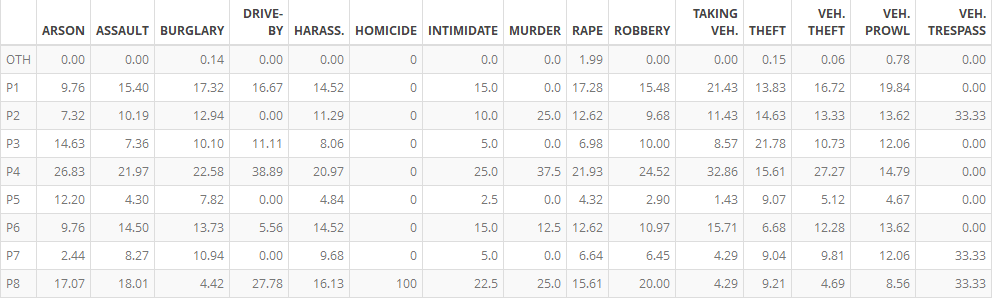 ARSON ASSAULT BURGLARY DRIVE-BY HARASS. HOMICIDE INTIMIDATE MURDER RAPE ROBBERY TAKING VEH. THEFT VEH. THEFT VEH. PROWL VEH. TRESPASS
OTH 0.00 0.00 0.14 0.00 0.00 0 0.0 0.0 1.99 0.00 0.00 0.15 0.06 0.78 0.00
P1 9.76 15.40 17.32 16.67 14.52 0 15.0 0.0 17.28 15.48 21.43 13.83 16.72 19.84 0.00
P2 7.32 10.19 12.94 0.00 11.29 0 10.0 25.0 12.62 9.68 11.43 14.63 13.33 13.62 33.33
P3 14.63 7.36 10.10 11.11 8.06 0 5.0 0.0 6.98 10.00 8.57 21.78 10.73 12.06 0.00
P4 26.83 21.97 22.58 38.89 20.97 0 25.0 37.5 21.93 24.52 32.86 15.61 27.27 14.79 0.00
P5 12.20 4.30 7.82 0.00 4.84 0 2.5 0.0 4.32 2.90 1.43 9.07 5.12 4.67 0.00
P6 9.76 14.50 13.73 5.56 14.52 0 15.0 12.5 12.62 10.97 15.71 6.68 12.28 13.62 0.00
P7 2.44 8.27 10.94 0.00 9.68 0 5.0 0.0 6.64 6.45 4.29 9.04 9.81 12.06 33.33
P8 17.07 18.01 4.42 27.78 16.13 100 22.5 25.0 15.61 20.00 4.29 9.21 4.69 8.56 33.33